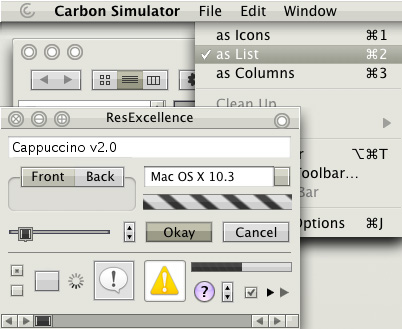 Carbon Simulator File Edit Window
as Icons ⌘1
✓ as List ⌘2
as Columns ⌘3
Clean Up
ResExcellence
Cappuccino v2.0
Front Back
Mac OS X 10.3
⌥⌘T
Toolbar...
Bar
Options ⌘J
Okay Cancel
!
!
?